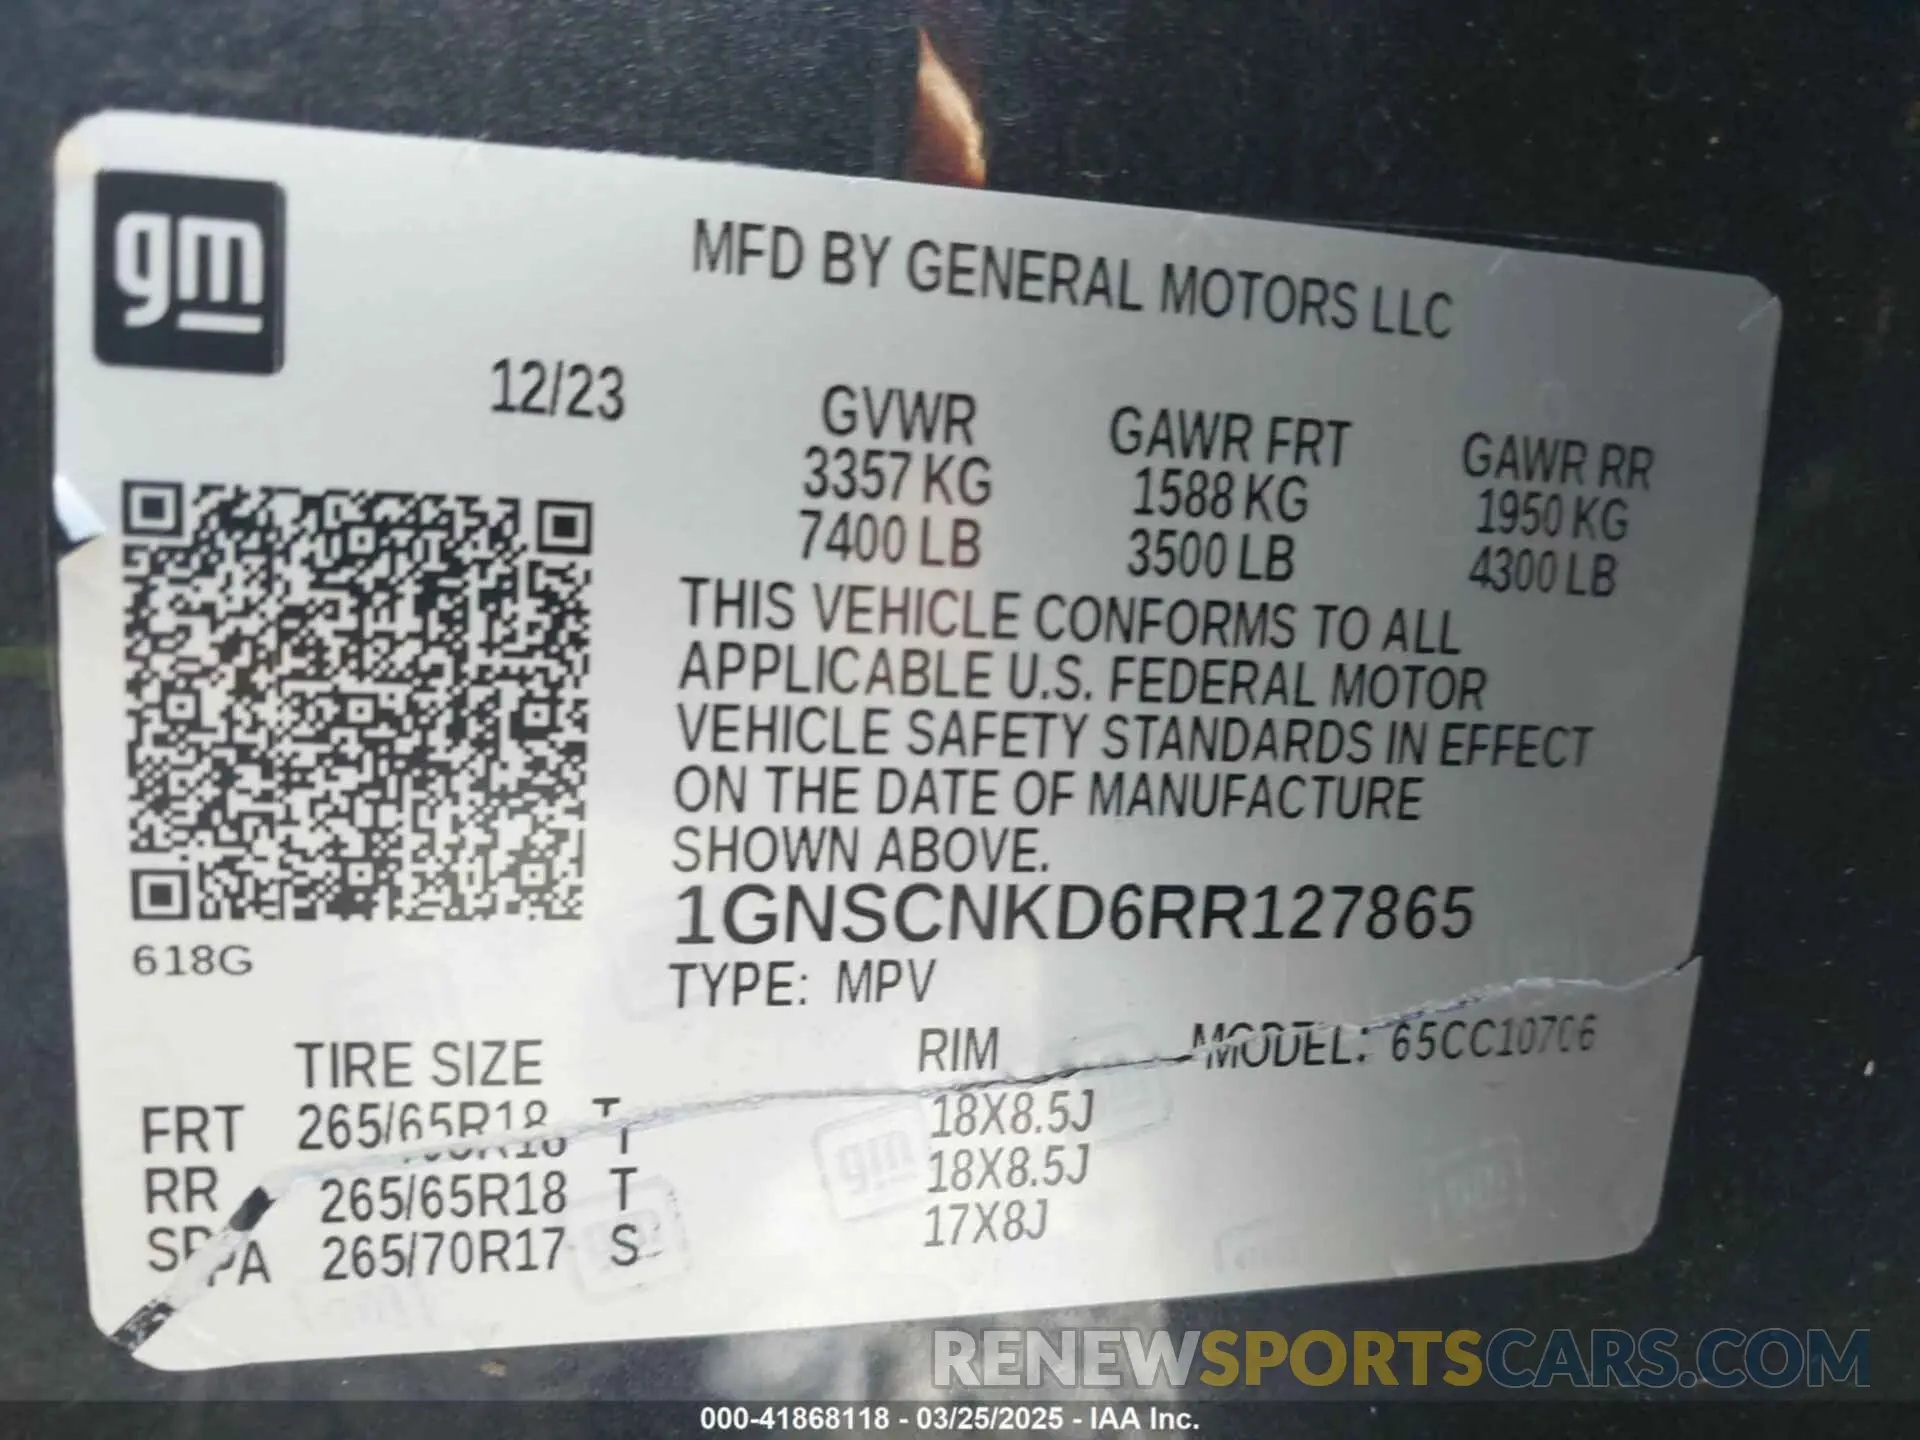 gm
MFD BY GENERAL MOTORS LLC
12/23
GVWR GAWR FRT GAWR RR
3357 KG 1588 KG 1950 KG
7400 LB 3500 LB 4300 LB
THIS VEHICLE CONFORMS TO ALL
APPLICABLE U.S. FEDERAL MOTOR
VEHICLE SAFETY STANDARDS IN EFFECT
ON THE DATE OF MANUFACTURE
SHOWN ABOVE.
1GNSCNKD6RR127865
618G
TYPE: MPV
TIRE SIZE RIM MODEL: 65CC10706
FRT 265/65R18 T 18X8.5J
RR 265/65R18 T 18X8.5J
SPA 265/70R17 S 17X8J
RENEWSPORTSCARS.COM
000-41868118 - 03/25/2025 - IAA Inc.